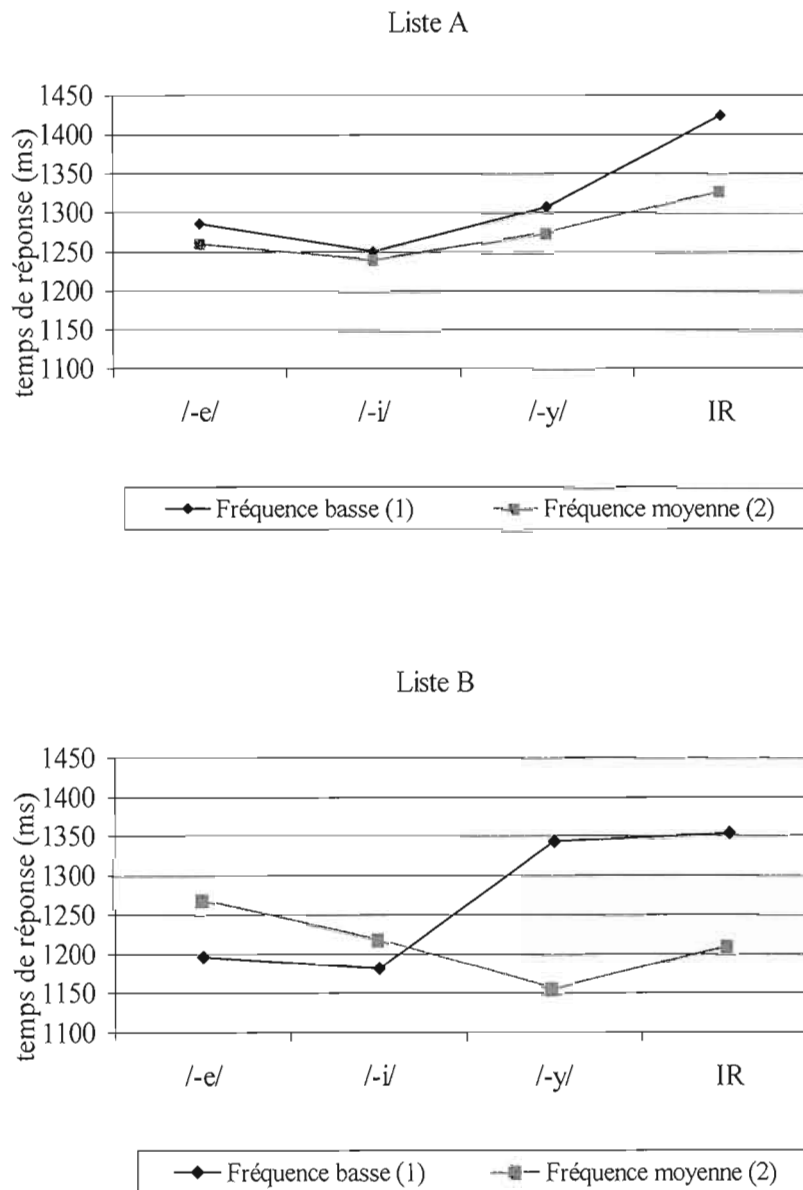 Liste A
temps de réponse (ms)
1450
1400
1350
1300
1250
1200
1150
1100
/-e/ /-i/ /-y/ IR
Fréquence basse (1) Fréquence moyenne (2)
Liste B
temps de réponse (ms)
1450
1400
1350
1300
1250
1200
1150
1100
/-e/ /-i/ /-y/ IR
Fréquence basse (1) Fréquence moyenne (2)